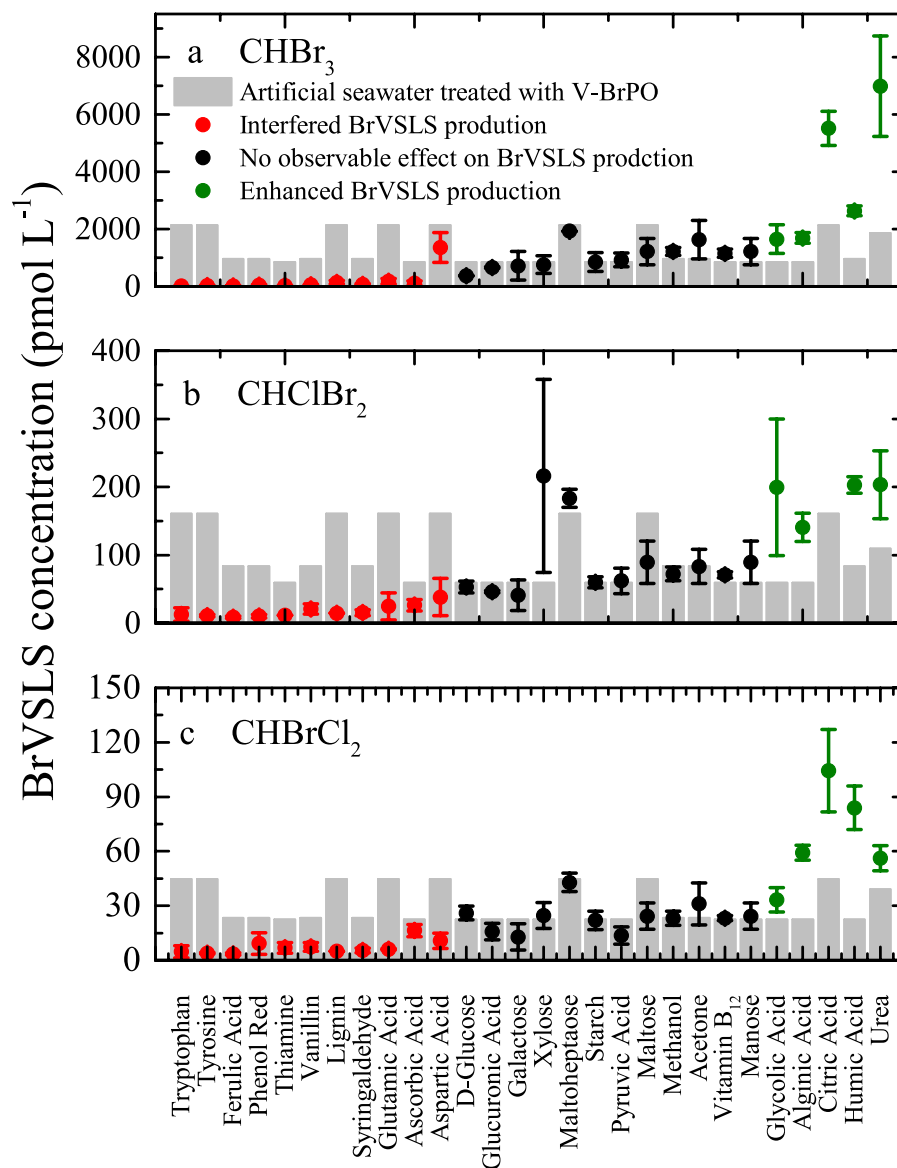 BrVSLS concentration (pmol L⁻¹)
a CHBr₃
Artificial seawater treated with V-BrPO
Interfered BrVSLS prodution
No observable effect on BrVSLS prodction
Enhanced BrVSLS production
8000
6000
4000
2000
0
b CHClBr₂
400
300
200
100
0
c CHBrCl₂
150
120
90
60
30
0
Tryptophan
Tyrosine
Ferulic Acid
Phenol Red
Thiamine
Vanillin
Lignin
Syringaldehyde
Glutamic Acid
Ascorbic Acid
Aspartic Acid
D-Glucose
Glucuronic Acid
Galactose
Xylose
Maltoheptaose
Starch
Pyruvic Acid
Maltose
Methanol
Acetone
Vitamin B₁₂
Manose
Glycolic Acid
Alginic Acid
Citric Acid
Humic Acid
Urea